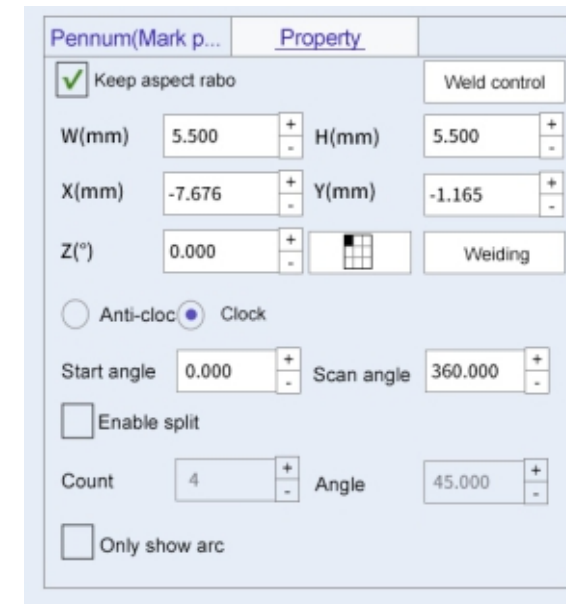 Pennum(Mark p... Property
Keep aspect rabo Weld control
W(mm) 5.500 + - H(mm) 5.500 + -
X(mm) -7.676 + - Y(mm) -1.165 + -
Z(°) 0.000 + - Weiding
Anti-cloc Clock
Start angle 0.000 + - Scan angle 360.000 + -
Enable split
Count 4 + - Angle 45.000 + -
Only show arc